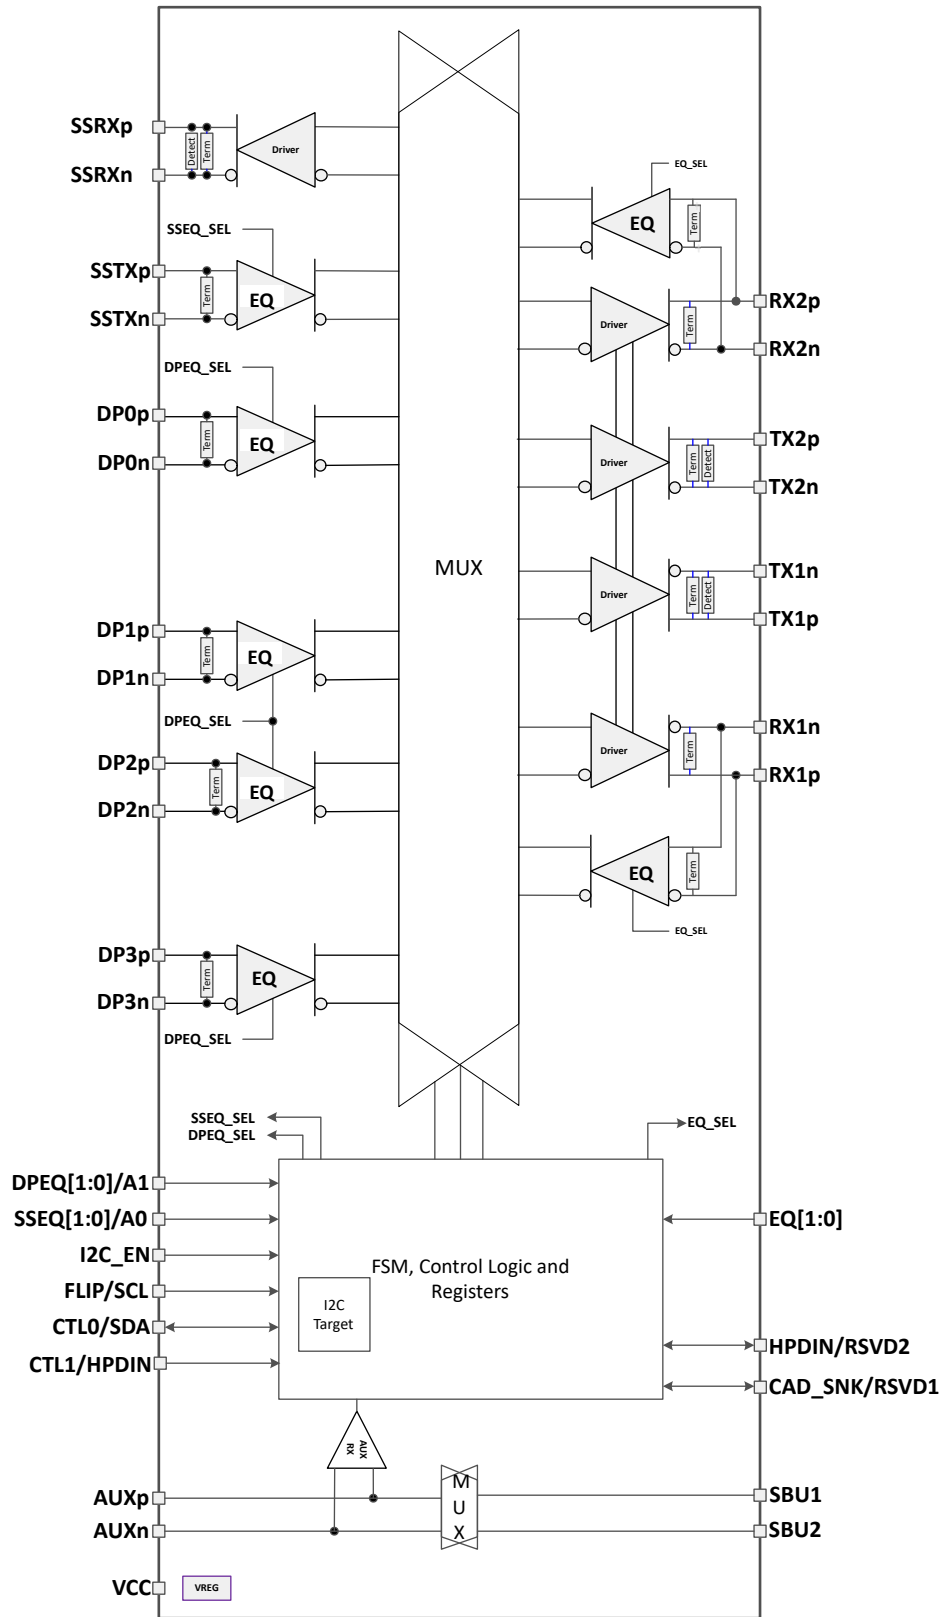 SSRXp
SSRXn
Detect
Term
Driver
SSEQ_SEL
SSTXp
SSTXn
Term
EQ
DPEQ_SEL
DP0p
DP0n
Term
EQ
DP1p
DP1n
Term
EQ
DPEQ_SEL
DP2p
DP2n
Term
EQ
DP3p
DP3n
Term
EQ
DPEQ_SEL
MUX
EQ_SEL
EQ
Term
RX2p
RX2n
Driver
Term
TX2p
TX2n
Driver
Term
Detect
TX1n
TX1p
Driver
Term
Detect
RX1n
RX1p
Driver
Term
EQ
Term
EQ_SEL
SSEQ_SEL
DPEQ_SEL
EQ_SEL
DPEQ[1:0]/A1
SSEQ[1:0]/A0
I2C_EN
FLIP/SCL
CTL0/SDA
CTL1/HPDIN
FSM, Control Logic and
Registers
I2C
Target
EQ[1:0]
HPDIN/RSVD2
CAD_SNK/RSVD1
AUX
RX
AUXp
AUXn
M
U
X
SBU1
SBU2
VCC
VREG